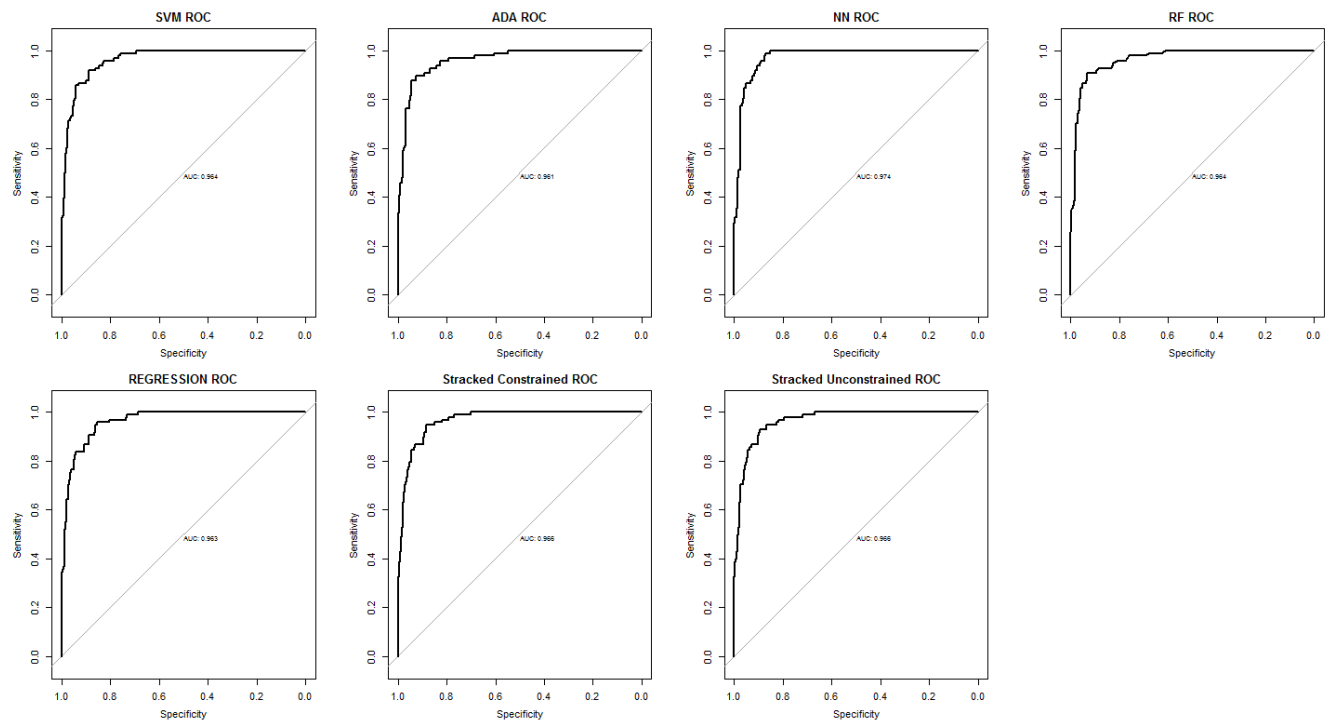 SVM ROC
Sensitivity
0.0 0.2 0.4 0.6 0.8 1.0
AUC: 0.964
1.0 0.8 0.6 0.4 0.2 0.0
Specificity
ADA ROC
Sensitivity
0.0 0.2 0.4 0.6 0.8 1.0
AUC: 0.961
1.0 0.8 0.6 0.4 0.2 0.0
Specificity
NN ROC
Sensitivity
0.0 0.2 0.4 0.6 0.8 1.0
AUC: 0.974
1.0 0.8 0.6 0.4 0.2 0.0
Specificity
RF ROC
Sensitivity
0.0 0.2 0.4 0.6 0.8 1.0
AUC: 0.964
1.0 0.8 0.6 0.4 0.2 0.0
Specificity
REGRESSION ROC
Sensitivity
0.0 0.2 0.4 0.6 0.8 1.0
AUC: 0.963
1.0 0.8 0.6 0.4 0.2 0.0
Specificity
Stracked Constrained ROC
Sensitivity
0.0 0.2 0.4 0.6 0.8 1.0
AUC: 0.966
1.0 0.8 0.6 0.4 0.2 0.0
Specificity
Stracked Unconstrained ROC
Sensitivity
0.0 0.2 0.4 0.6 0.8 1.0
AUC: 0.966
1.0 0.8 0.6 0.4 0.2 0.0
Specificity